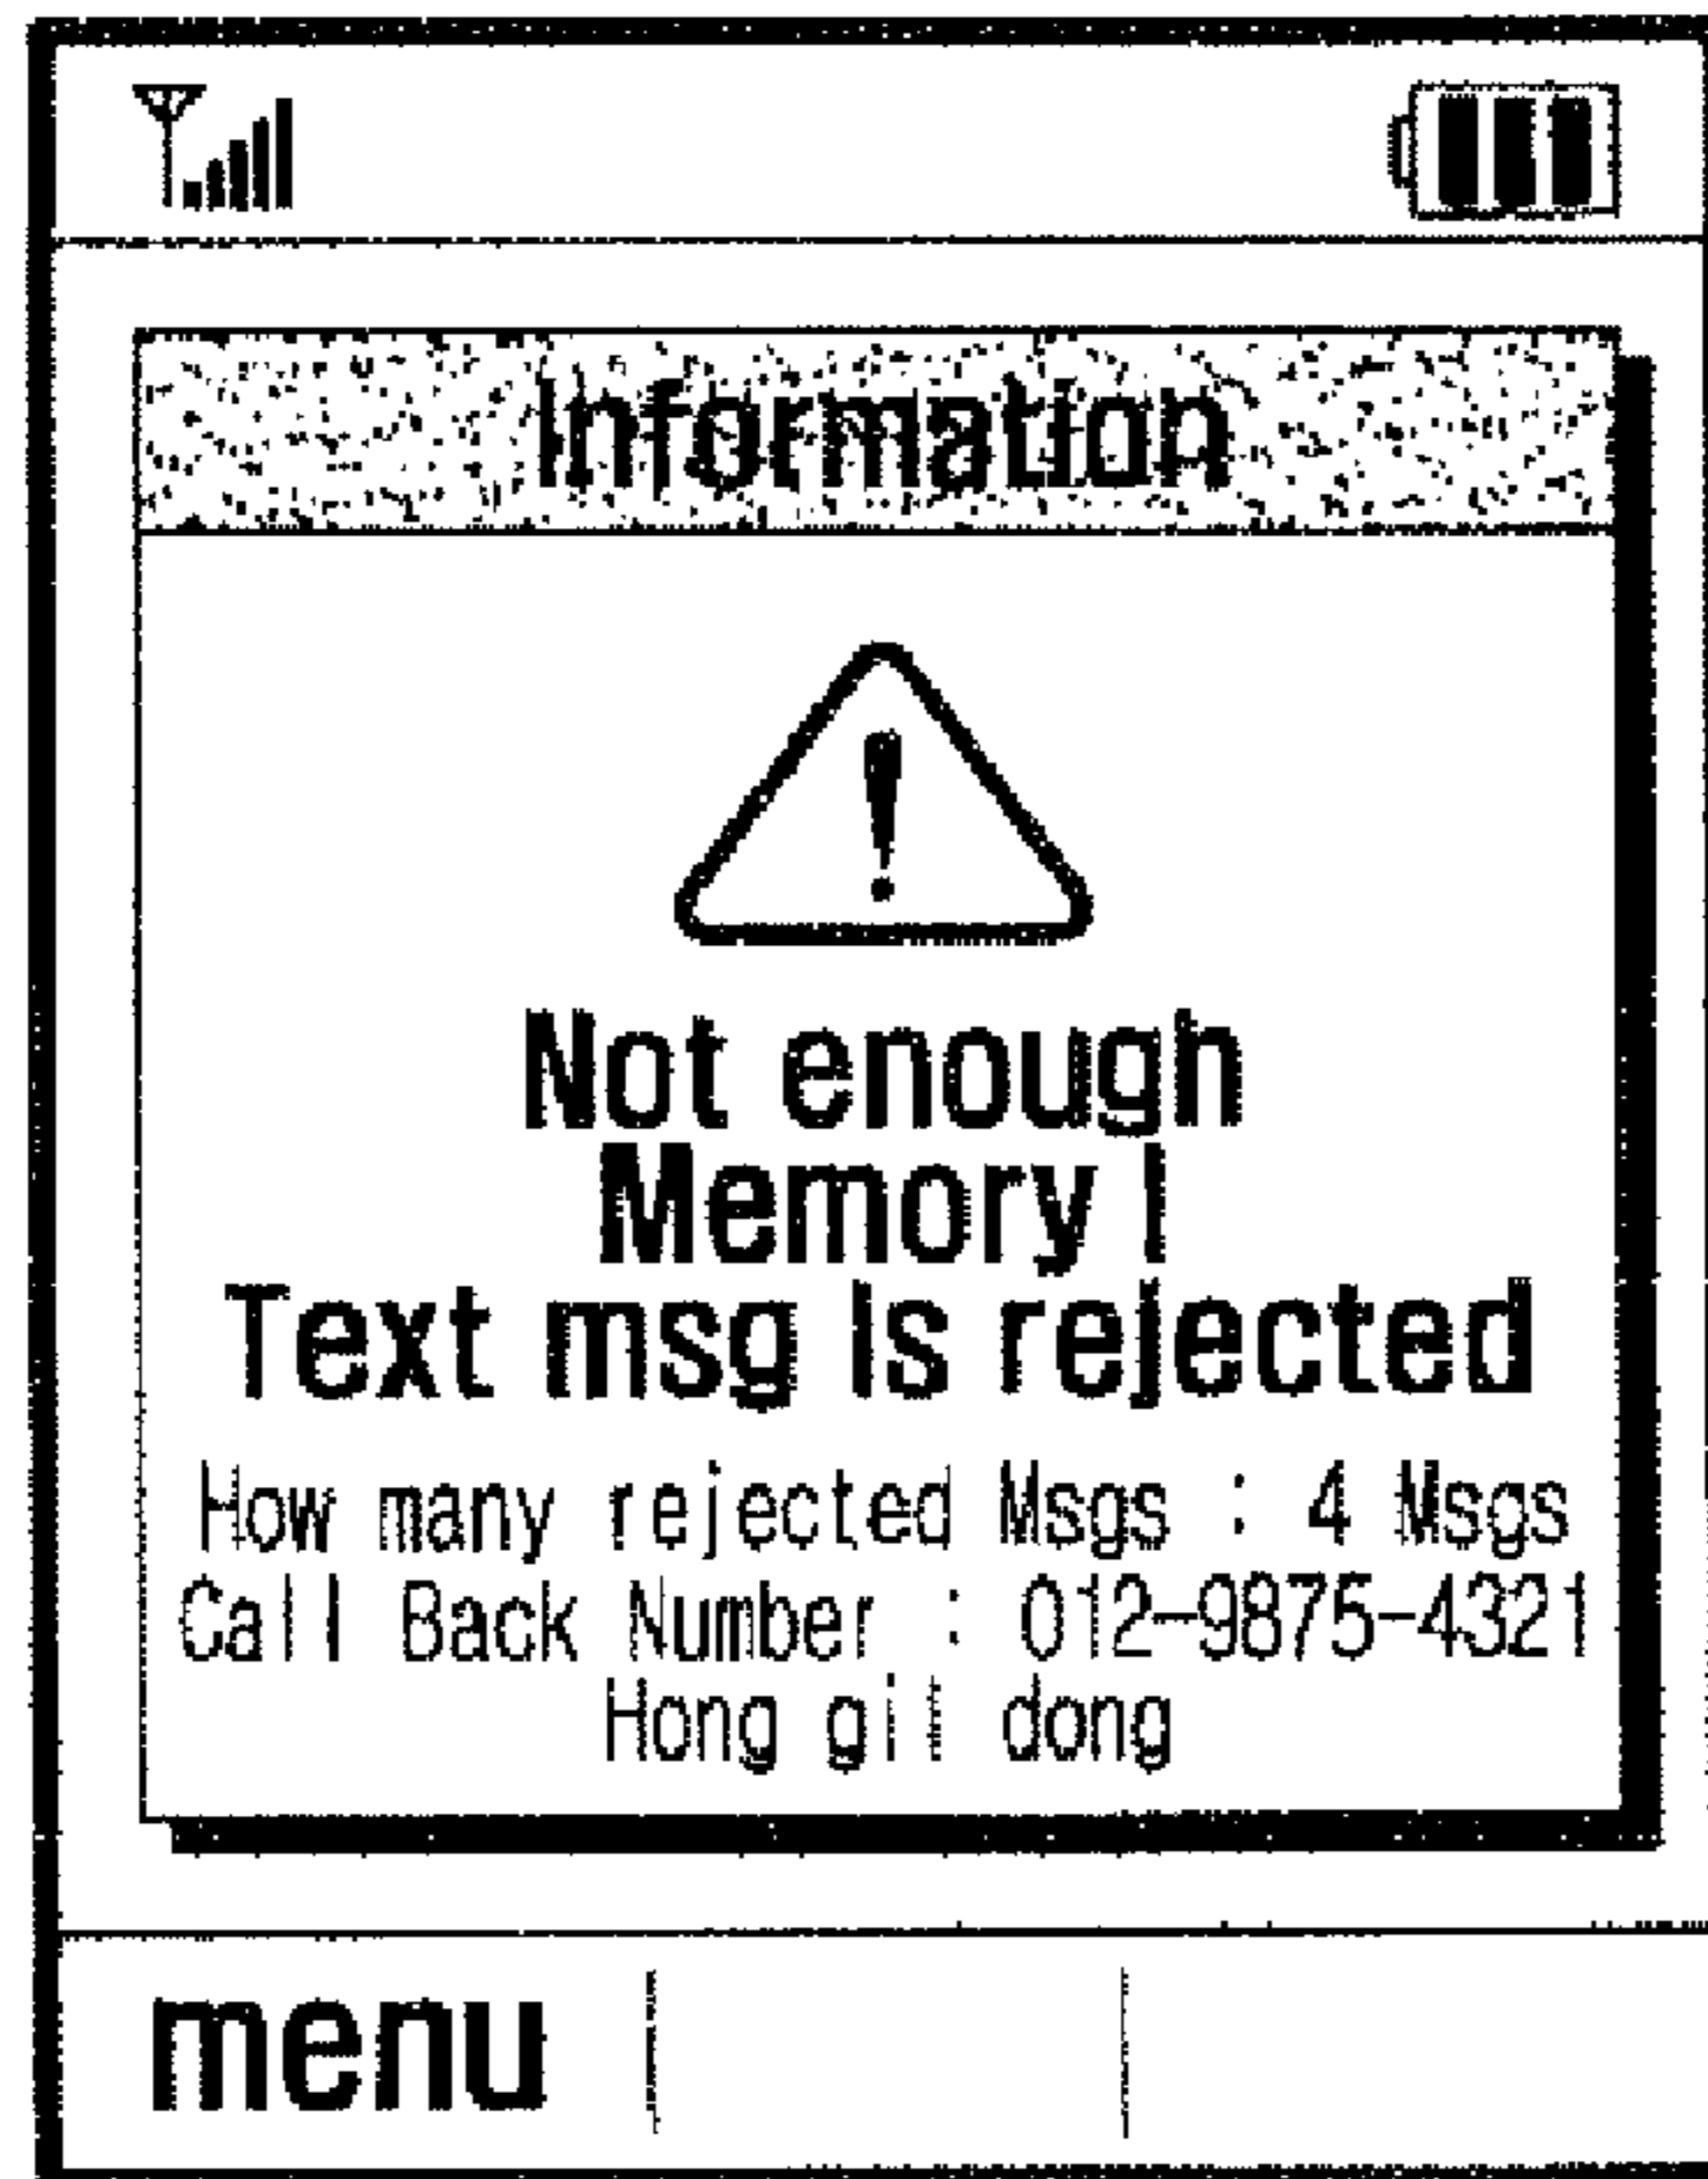 Information
Not enough
Memory !
Text msg is rejected
How many rejected Msgs : 4 Msgs
Call Back Number : 012-9875-4321
Hong gil dong
menu